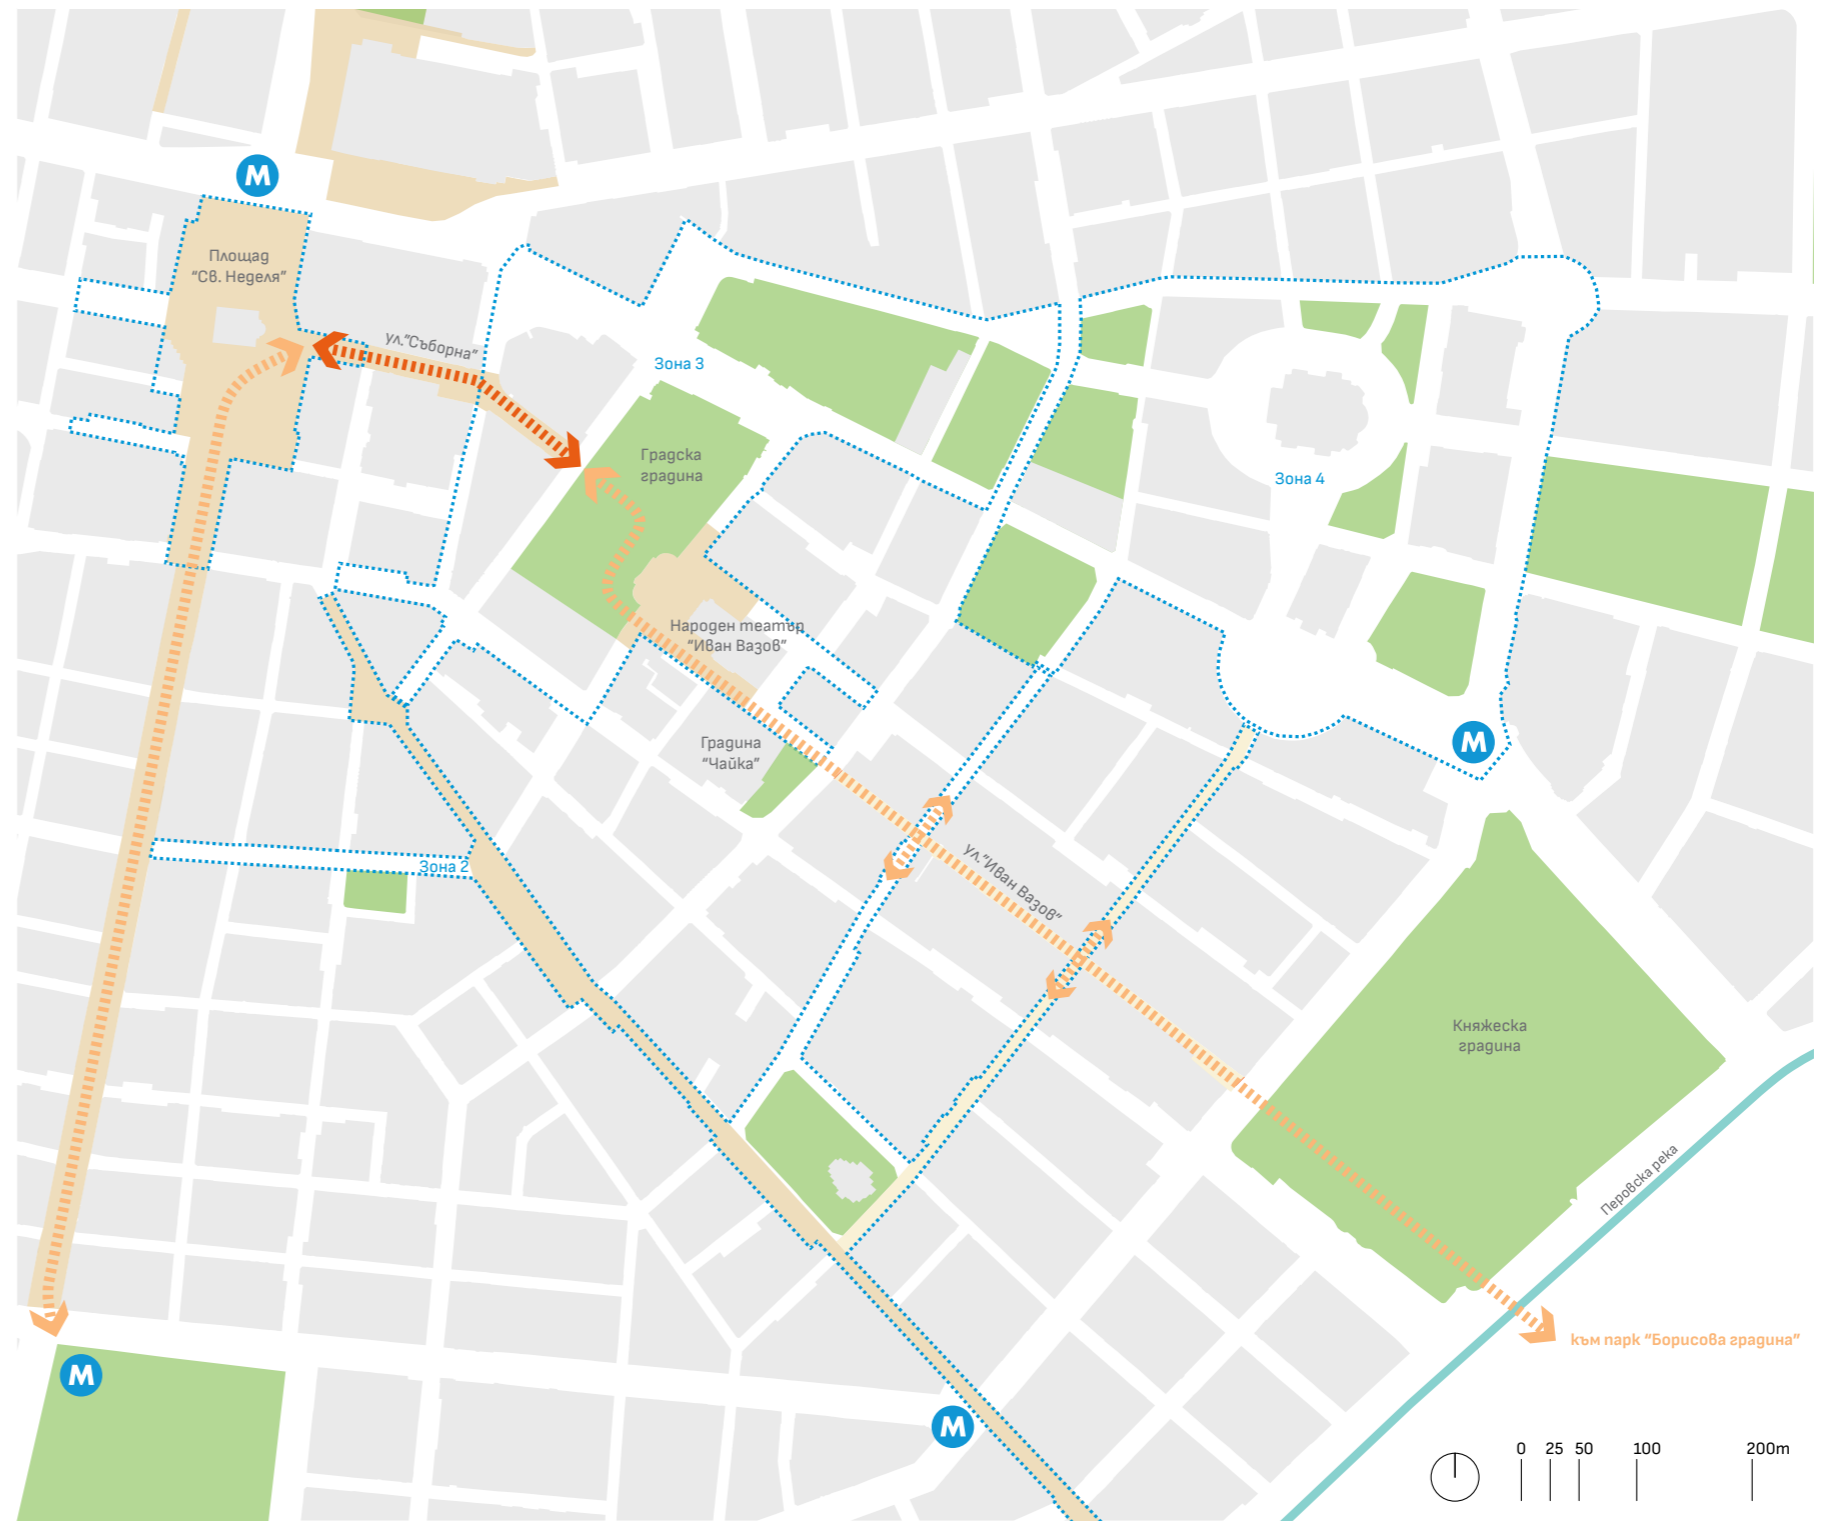 M
Площад
“Св. Неделя”
ул.“Съборна”
Зона 3
Градска
градина
Зона 4
Народен театър
“Иван Вазов”
Градина
“Чайка”
M
ул.“Иван Вазов”
Зона 2
Княжеска
градина
Перовска река
към парк “Борисова градина”
M
M
0 25 50 100 200m